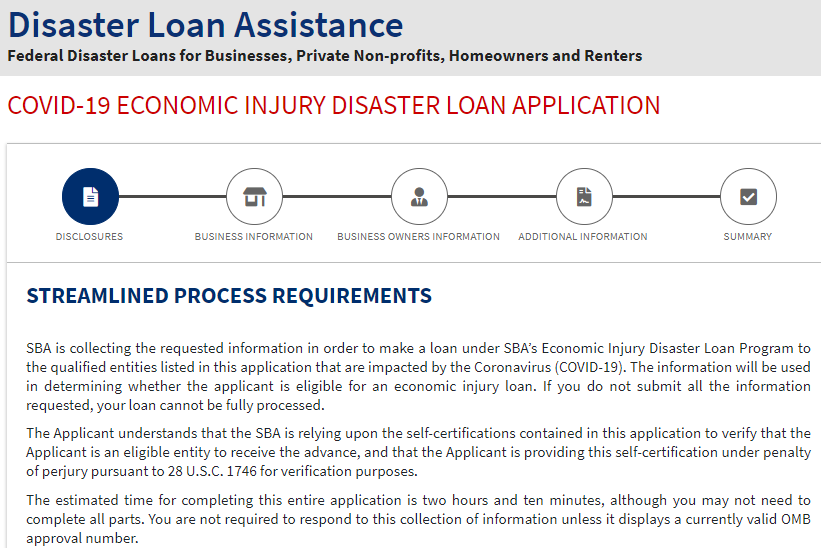 Disaster Loan Assistance
Federal Disaster Loans for Businesses, Private Non-profits, Homeowners and Renters
COVID-19 ECONOMIC INJURY DISASTER LOAN APPLICATION
DISCLOSURES
BUSINESS INFORMATION
BUSINESS OWNERS INFORMATION
ADDITIONAL INFORMATION
SUMMARY
STREAMLINED PROCESS REQUIREMENTS
SBA is collecting the requested information in order to make a loan under SBA's Economic Injury Disaster Loan Program to
the qualified entities listed in this application that are impacted by the Coronavirus (COVID-19). The information will be used
in determining whether the applicant is eligible for an economic injury loan. If you do not submit all the information
requested, your loan cannot be fully processed.
The Applicant understands that the SBA is relying upon the self-certifications contained in this application to verify that the
Applicant is an eligible entity to receive the advance, and that the Applicant is providing this self-certification under penalty
of perjury pursuant to 28 U.S.C. 1746 for verification purposes.
The estimated time for completing this entire application is two hours and ten minutes, although you may not need to
complete all parts. You are not required to respond to this collection of information unless it displays a currently valid OMB
approval number.